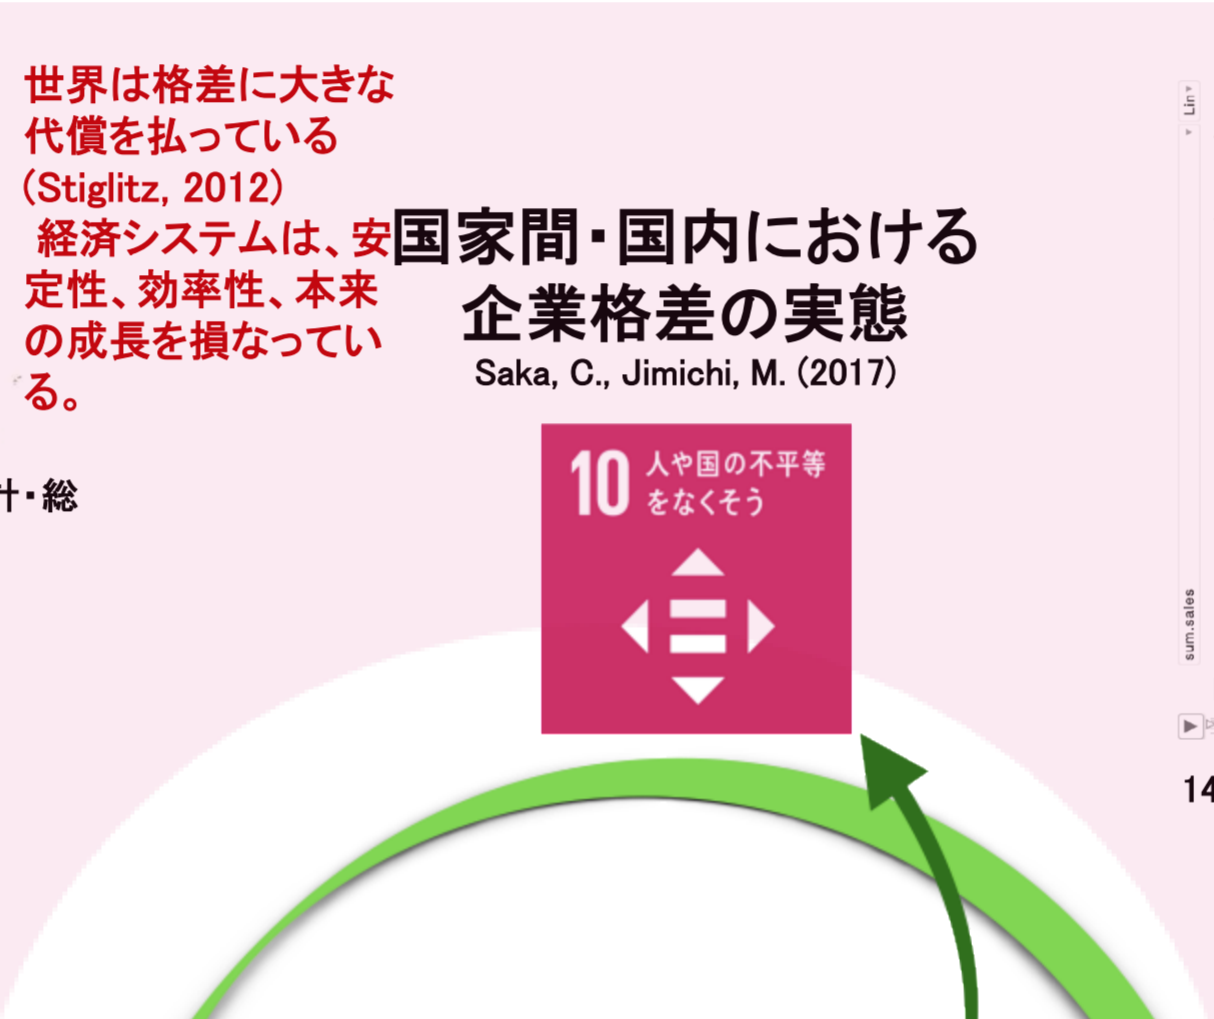 世界は格差に大きな
代償を払っている
(Stiglitz, 2012)
経済システムは、安
定性、効率性、本来
の成長を損なってい
る。
国家間・国内における
企業格差の実態
Saka, C., Jimichi, M. (2017)
10 人や国の不平等
をなくそう
計・総
Lin
sum.sales
14